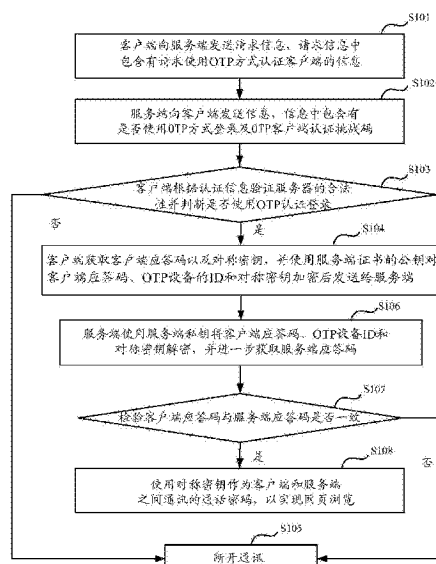 S101
客户端向服务端发送请求信息，请求信息中
包含有请求使用OTP方式认证客户端的信息
S102
服务端向客户端发送信息，信息中包含有
是否使用OTP方式登录及OTP客户端认证挑战码
S103
客户端根据认证信息验证服务器的合法
性并判断是否使用OTP认证登录
否
是
S104
客户端获取客户端应答码以及对称密钥，并使用服务端证书的公钥对
客户端应答码、OTP设备的ID和对称密钥加密后发送给服务端
S106
服务端使用服务端私钥将客户端应答码、OTP设备ID和
对称密钥解密，并进一步获取服务端应答码
S107
检验客户端应答码与服务端应答码是否一致
是
否
S108
使用对称密钥作为客户端和服务端
之间通讯的通话密码，以实现网页浏览
S105
断开通讯